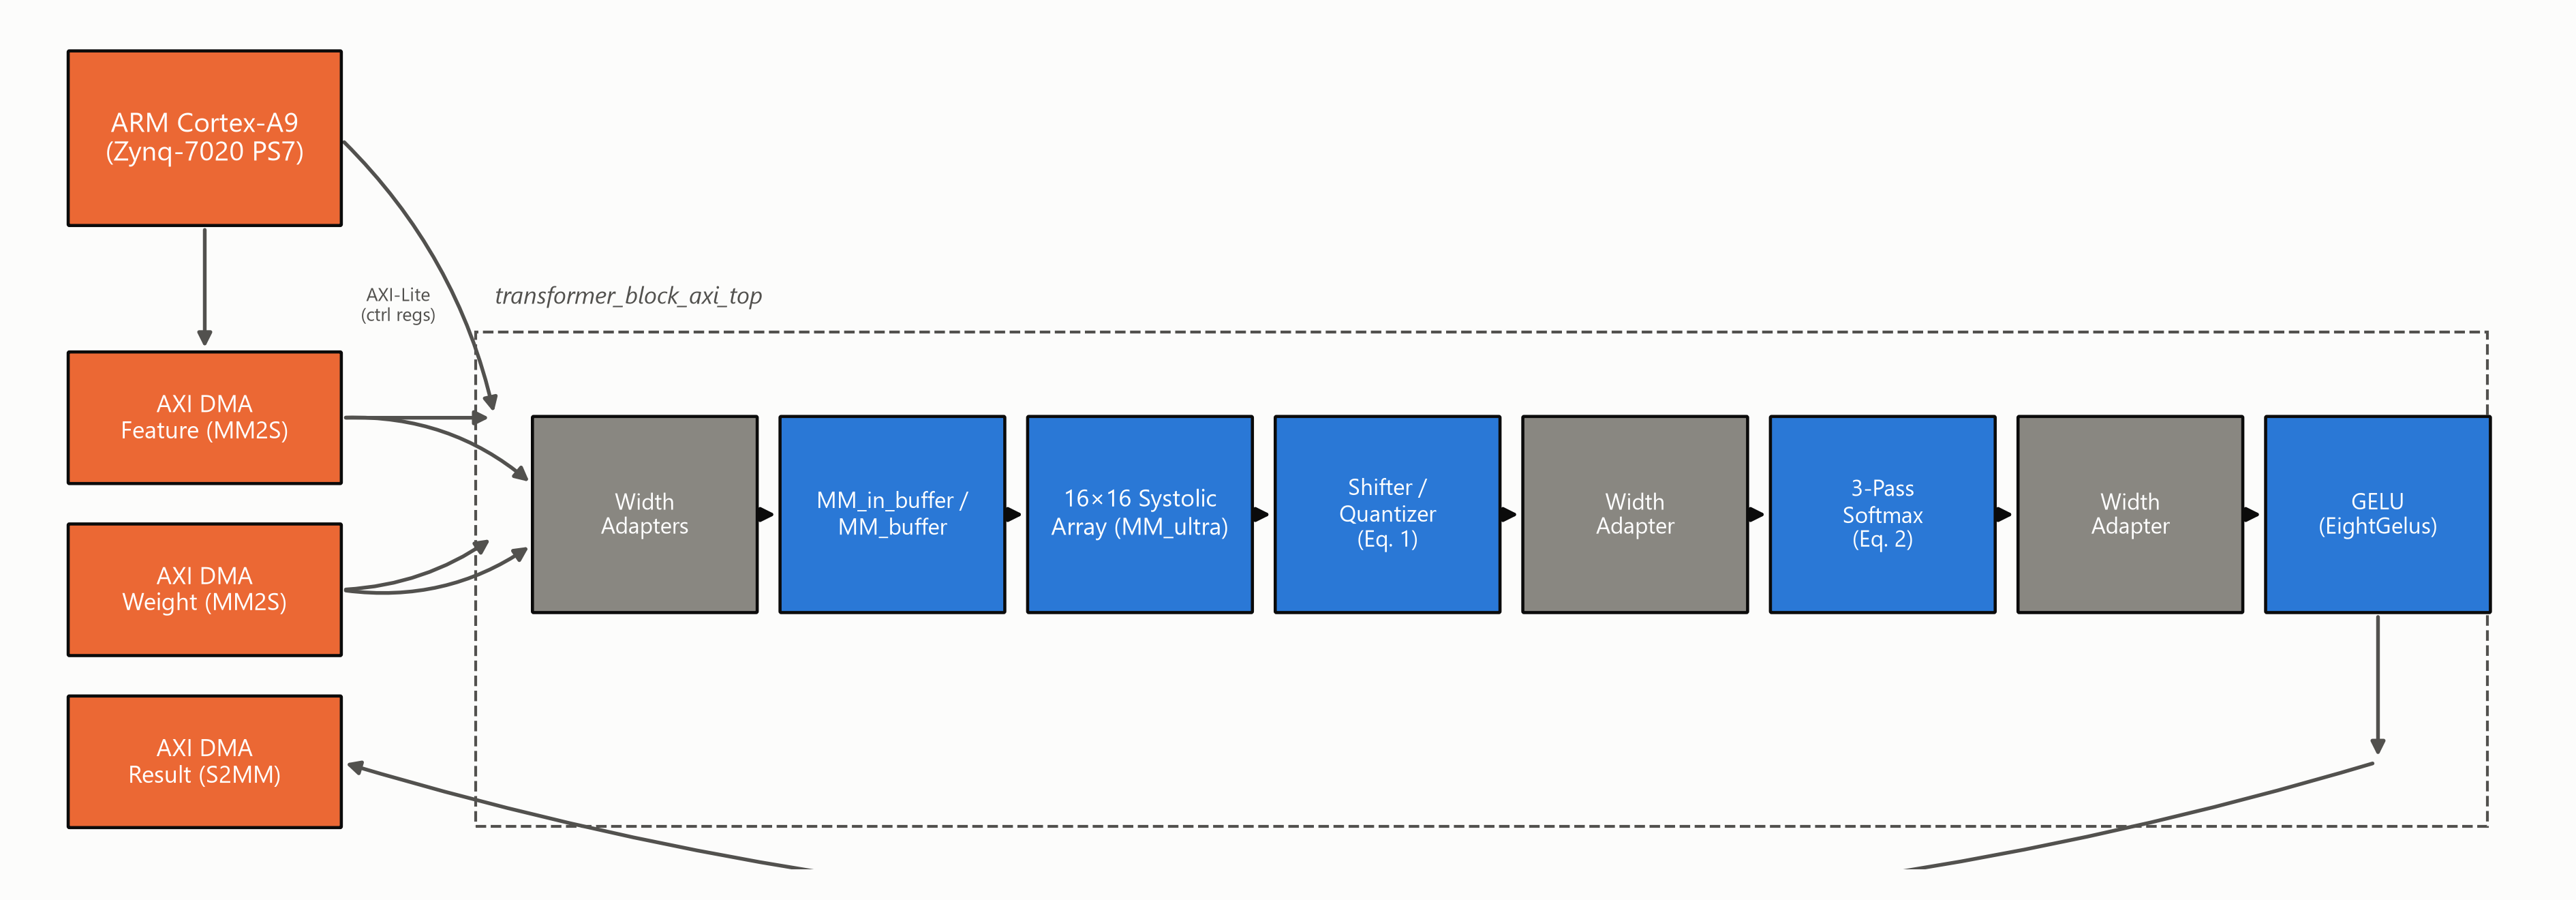 ARM Cortex-A9
(Zynq-7020 PS7)
AXI-Lite
(ctrl regs)
transformer_block_axi_top
AXI DMA
Feature (MM2S)
AXI DMA
Weight (MM2S)
AXI DMA
Result (S2MM)
Width
Adapters
MM_in_buffer /
MM_buffer
16×16 Systolic
Array (MM_ultra)
Shifter /
Quantizer
(Eq. 1)
Width
Adapter
3-Pass
Softmax
(Eq. 2)
Width
Adapter
GELU
(EightGelus)